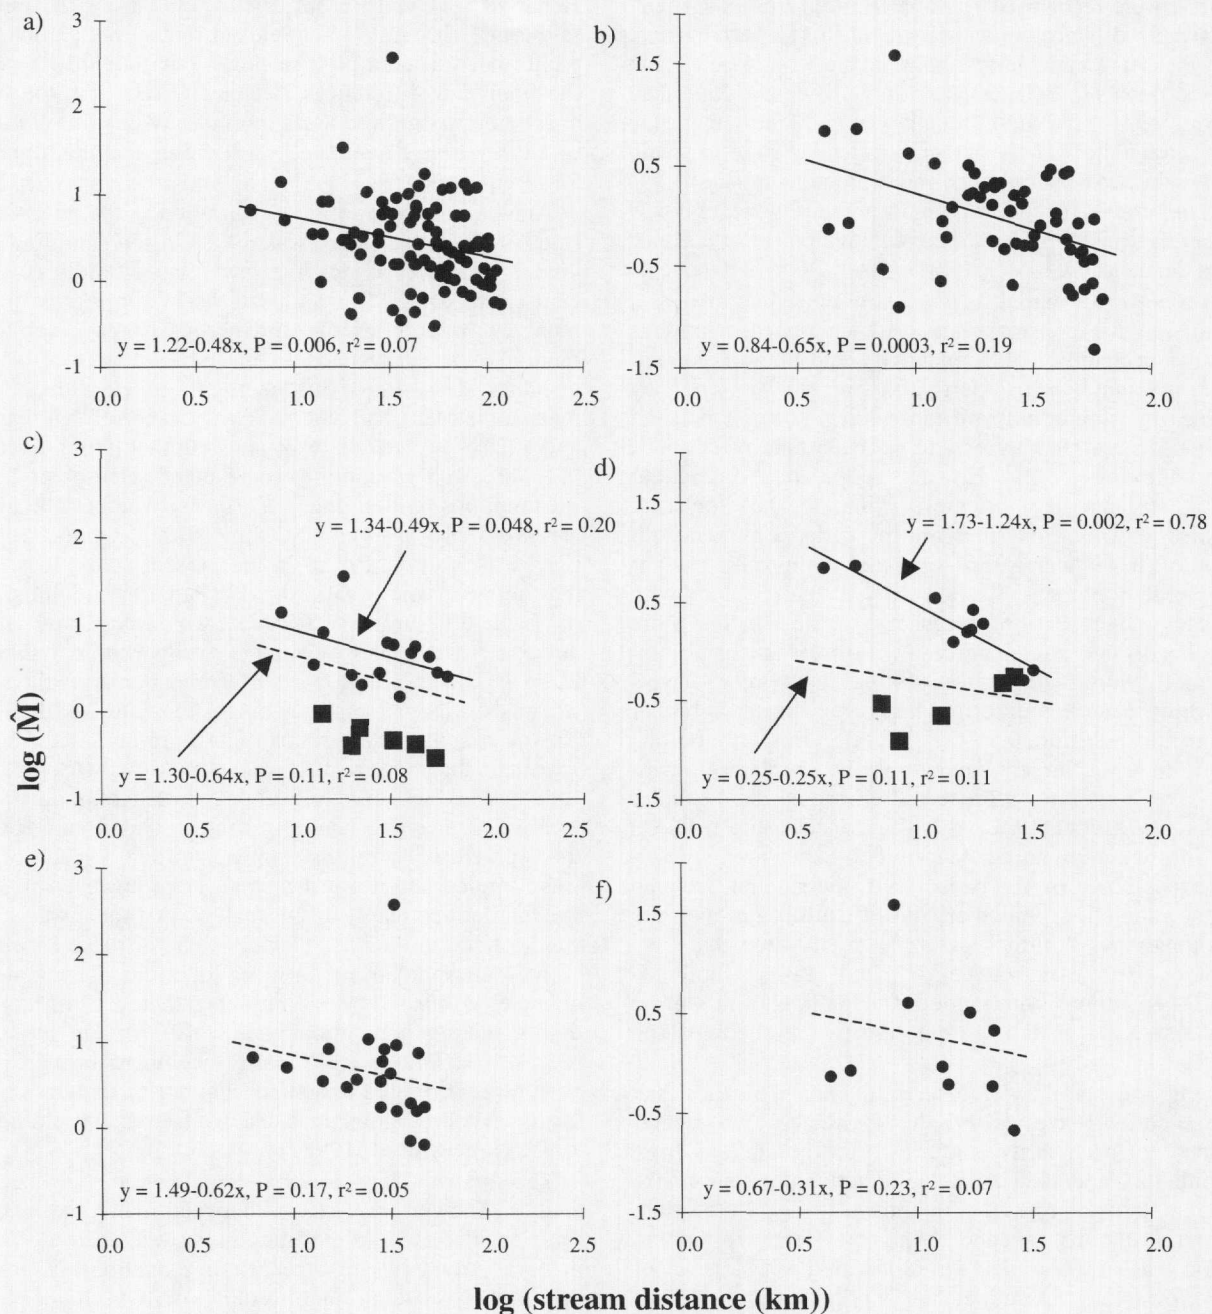 a)
3
2
1
0
-1
y = 1.22-0.48x, P = 0.006, r² = 0.07
0.0 0.5 1.0 1.5 2.0 2.5
b)
1.5
0.5
-0.5
-1.5
y = 0.84-0.65x, P = 0.0003, r² = 0.19
0.0 0.5 1.0 1.5 2.0
c)
3
2
1
0
-1
y = 1.34-0.49x, P = 0.048, r² = 0.20
y = 1.30-0.64x, P = 0.11, r² = 0.08
0.0 0.5 1.0 1.5 2.0 2.5
d)
1.5
0.5
-0.5
-1.5
y = 1.73-1.24x, P = 0.002, r² = 0.78
y = 0.25-0.25x, P = 0.11, r² = 0.11
0.0 0.5 1.0 1.5 2.0
log (M̂)
e)
3
2
1
0
-1
y = 1.49-0.62x, P = 0.17, r² = 0.05
0.0 0.5 1.0 1.5 2.0 2.5
f)
1.5
0.5
-0.5
-1.5
y = 0.67-0.31x, P = 0.23, r² = 0.07
0.0 0.5 1.0 1.5 2.0
log (stream distance (km))